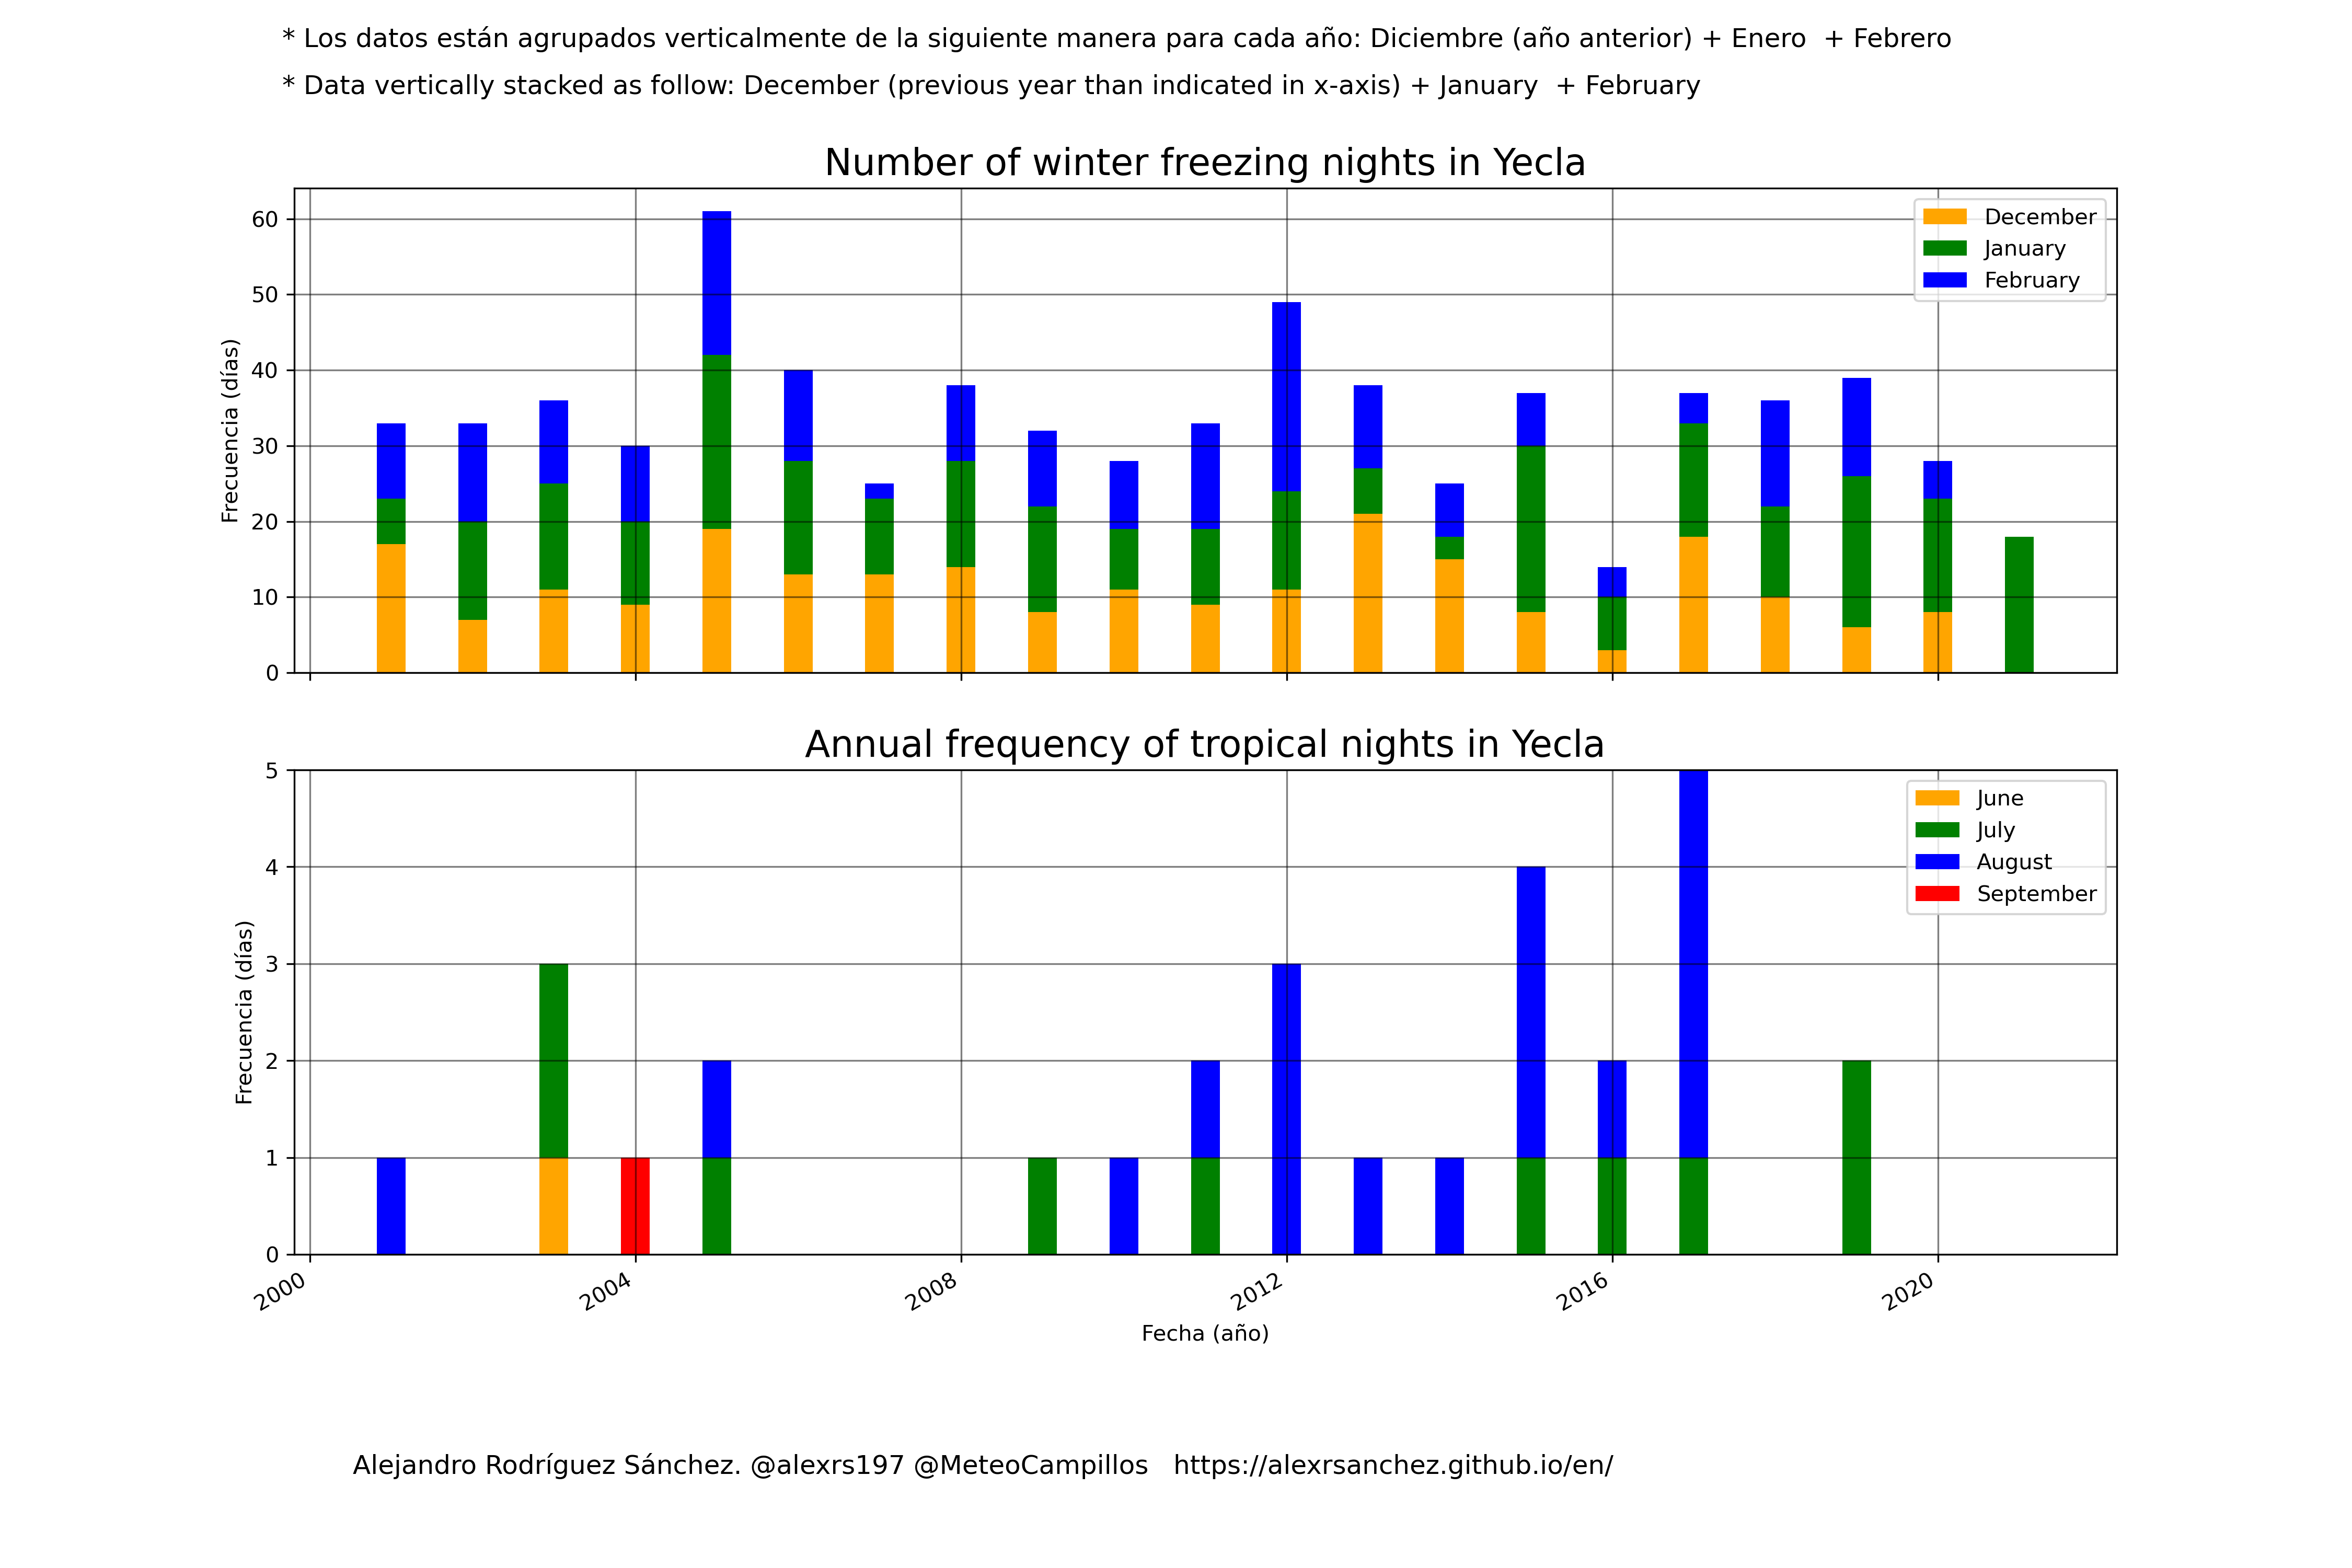 * Los datos están agrupados verticalmente de la siguiente manera para cada año: Diciembre (año anterior) + Enero  + Febrero
* Data vertically stacked as follow: December (previous year than indicated in x-axis) + January  + February
Number of winter freezing nights in Yecla
Frecuencia (días)
60
50
40
30
20
10
0
December
January
February
Annual frequency of tropical nights in Yecla
Frecuencia (días)
5
4
3
2
1
0
June
July
August
September
2000 2004 2008 2012 2016 2020
Fecha (año)
Alejandro Rodríguez Sánchez. @alexrs197 @MeteoCampillos   https://alexrsanchez.github.io/en/